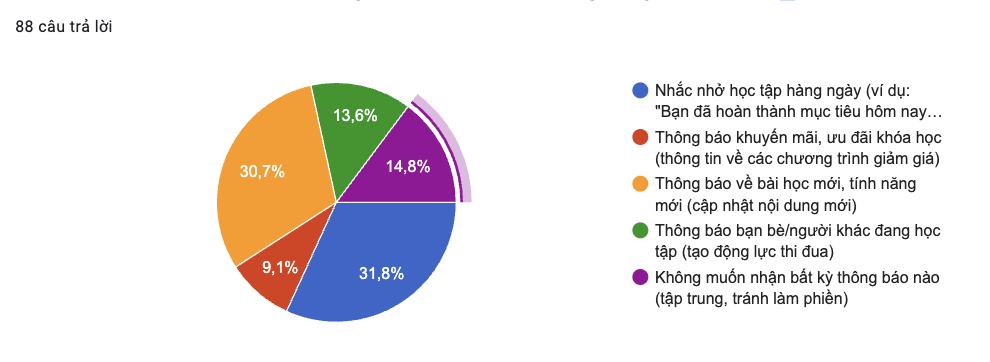 88 câu trả lời
13,6%
14,8%
30,7%
9,1%
31,8%
Nhắc nhở học tập hàng ngày (ví dụ:
"Bạn đã hoàn thành mục tiêu hôm nay…
Thông báo khuyến mãi, ưu đãi khóa học
(thông tin về các chương trình giảm giá)
Thông báo về bài học mới, tính năng
mới (cập nhật nội dung mới)
Thông báo bạn bè/người khác đang học
tập (tạo động lực thi đua)
Không muốn nhận bất kỳ thông báo nào
(tập trung, tránh làm phiền)